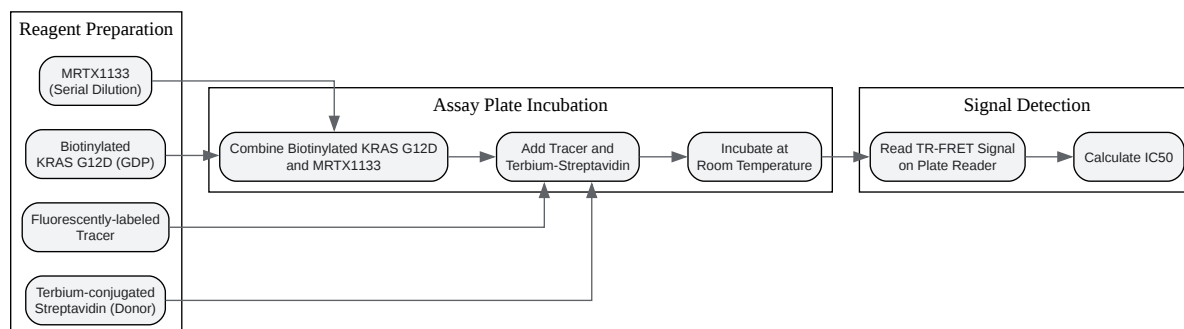 Reagent Preparation
MRTX1133
(Serial Dilution)
Biotinylated
KRAS G12D (GDP)
Fluorescently-labeled
Tracer
Terbium-conjugated
Streptavidin (Donor)
Assay Plate Incubation
Combine Biotinylated KRAS G12D
and MRTX1133
Add Tracer and
Terbium-Streptavidin
Incubate at
Room Temperature
Signal Detection
Read TR-FRET Signal
on Plate Reader
Calculate IC50